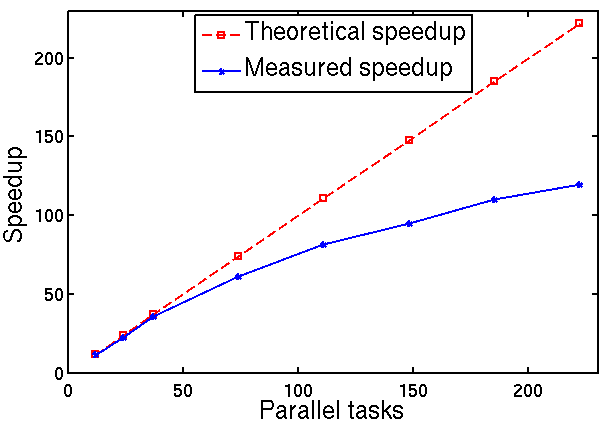 Theoretical speedup
Measured speedup
Speedup
200
150
100
50
0
0 50 100 150 200
Parallel tasks